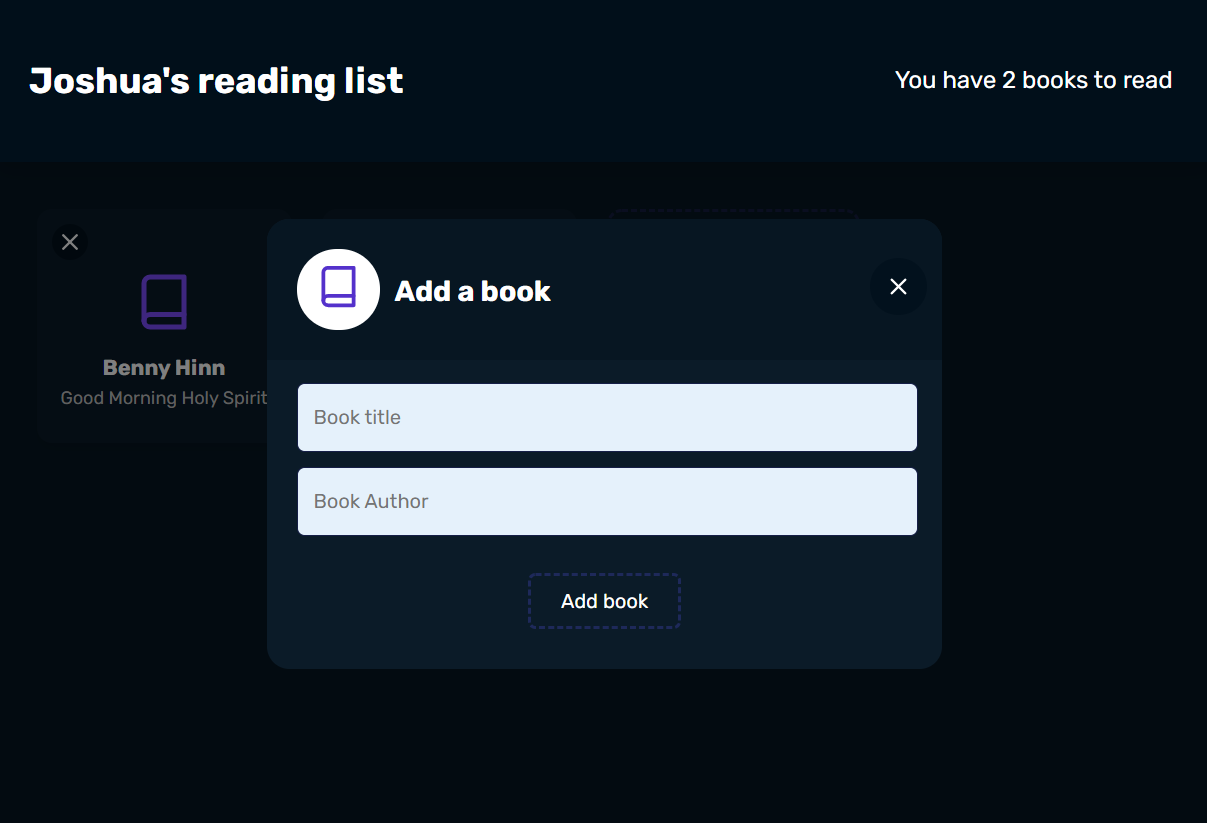 Joshua's reading list
You have 2 books to read
Add a book
Benny Hinn
Good Morning Holy Spirit
Book title
Book Author
Add book